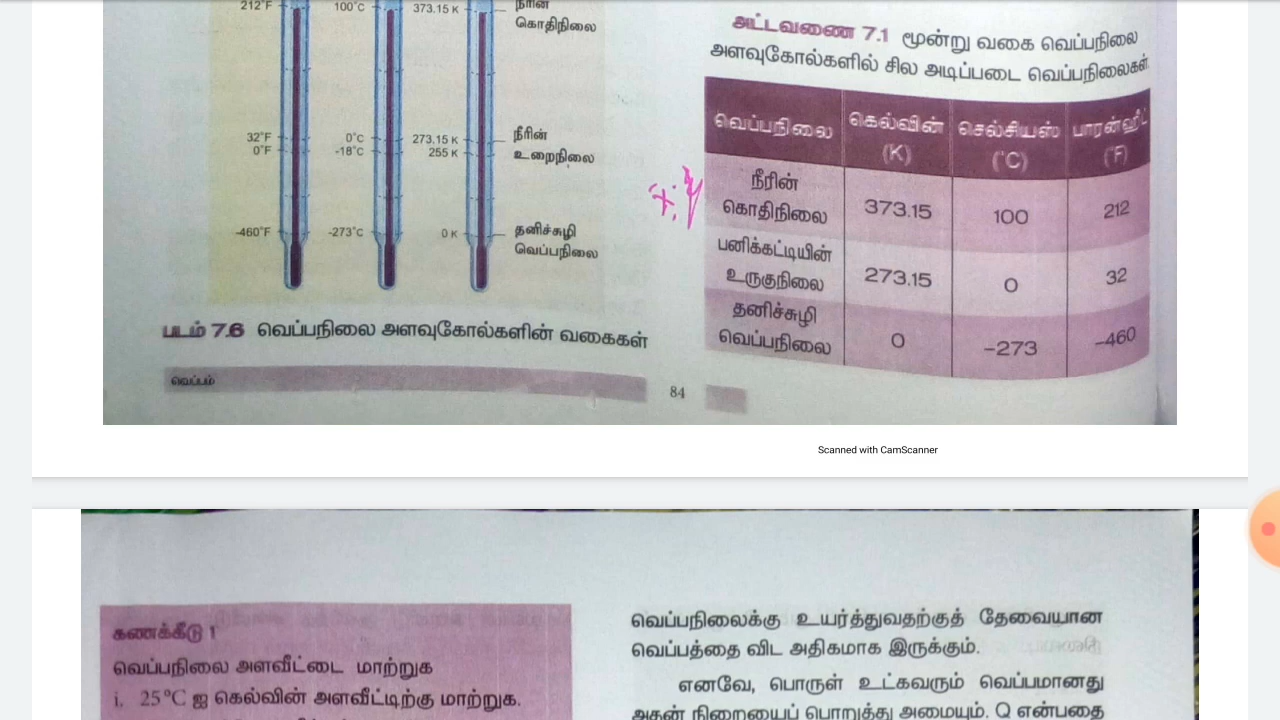 212°F 100°C 373.15 K நீரின்
கொதிநிலை
32°F 0°C 273.15 K நீரின்
0°F -18°C 255 K உறைநிலை
-460°F -273°C 0 K தனிச்சுழி
வெப்பநிலை
படம் 7.6 வெப்பநிலை அளவுகோல்களின் வகைகள்
அட்டவணை 7.1 மூன்று வகை வெப்பநிலை
அளவுகோல்களில் சில அடிப்படை வெப்பநிலைகள்
வெப்பநிலை கெல்வின் (K) செல்சியஸ் (°C) பாரன்ஹீட் (°F)
நீரின்
கொதிநிலை 373.15 100 212
பனிக்கட்டியின்
உருகுநிலை 273.15 0 32
தனிச்சுழி
வெப்பநிலை 0 -273 -460
வெப்பம் 84
Scanned with CamScanner
கணக்கீடு 1
வெப்பநிலை அளவீட்டை மாற்றுக
i. 25°C ஐ கெல்வின் அளவீட்டிற்கு மாற்றுக.
வெப்பநிலைக்கு உயர்த்துவதற்குத் தேவையான
வெப்பத்தை விட அதிகமாக இருக்கும்.
எனவே, பொருள் உட்கவரும் வெப்பமானது
அதன் நிறையைப் பொறுத்து அமையும். Q என்பதை